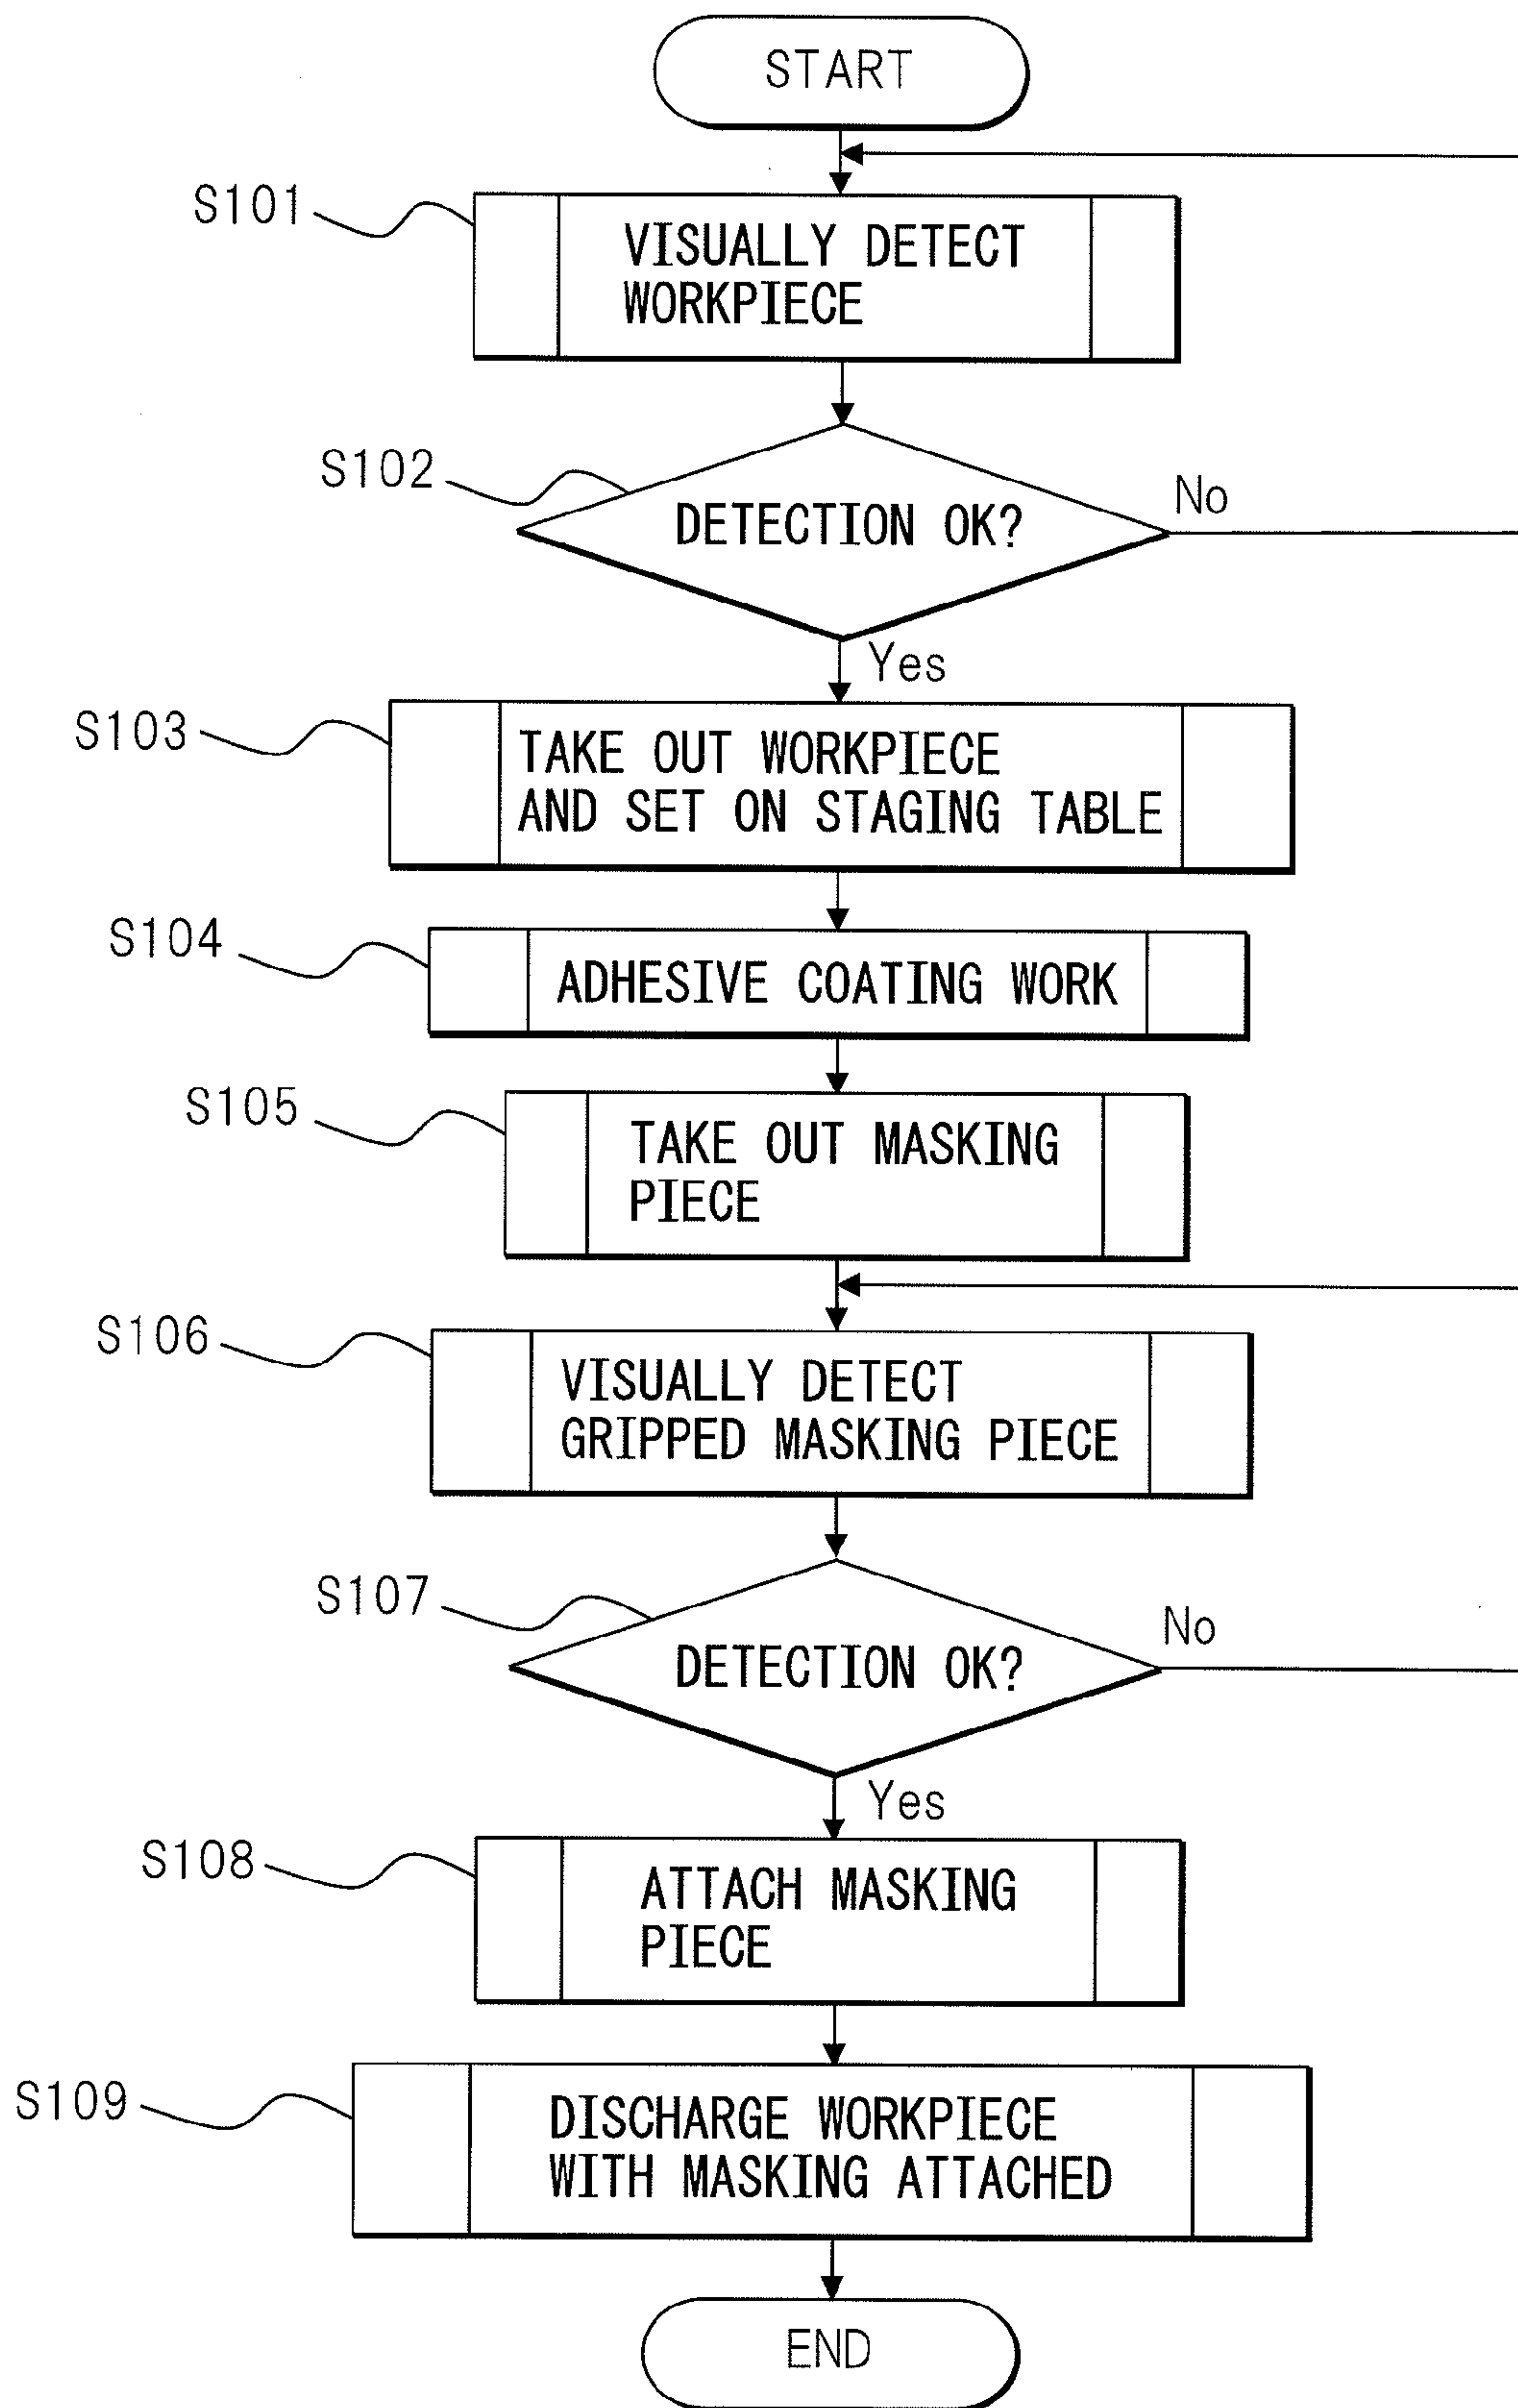 START
S101
VISUALLY DETECT
WORKPIECE
S102
DETECTION OK?
No
Yes
S103
TAKE OUT WORKPIECE
AND SET ON STAGING TABLE
S104
ADHESIVE COATING WORK
S105
TAKE OUT MASKING
PIECE
S106
VISUALLY DETECT
GRIPPED MASKING PIECE
S107
DETECTION OK?
No
Yes
S108
ATTACH MASKING
PIECE
S109
DISCHARGE WORKPIECE
WITH MASKING ATTACHED
END